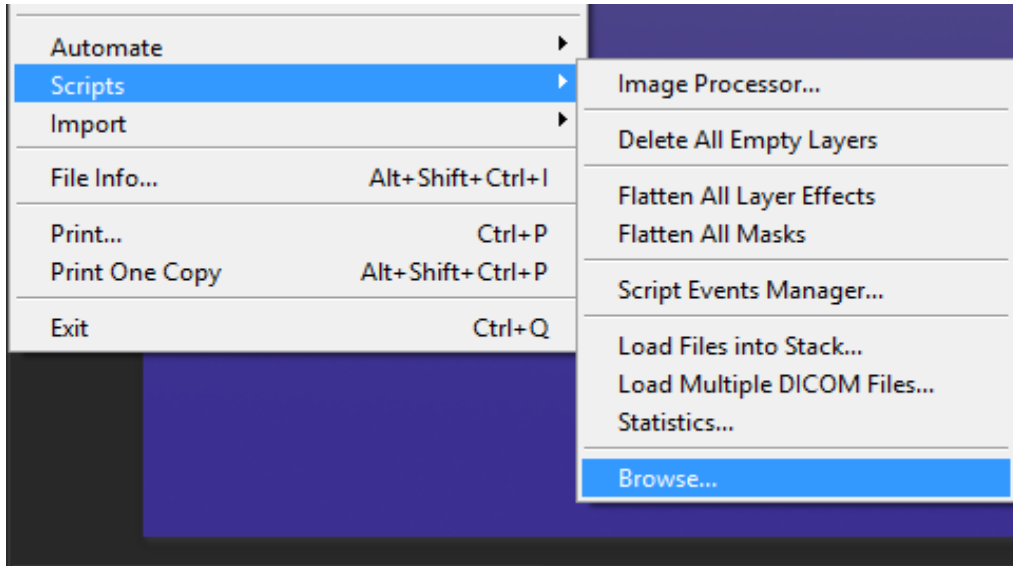 Automate
Scripts
Import
File Info... Alt+Shift+Ctrl+I
Print... Ctrl+P
Print One Copy Alt+Shift+Ctrl+P
Exit Ctrl+Q
Image Processor...
Delete All Empty Layers
Flatten All Layer Effects
Flatten All Masks
Script Events Manager...
Load Files into Stack...
Load Multiple DICOM Files...
Statistics...
Browse...